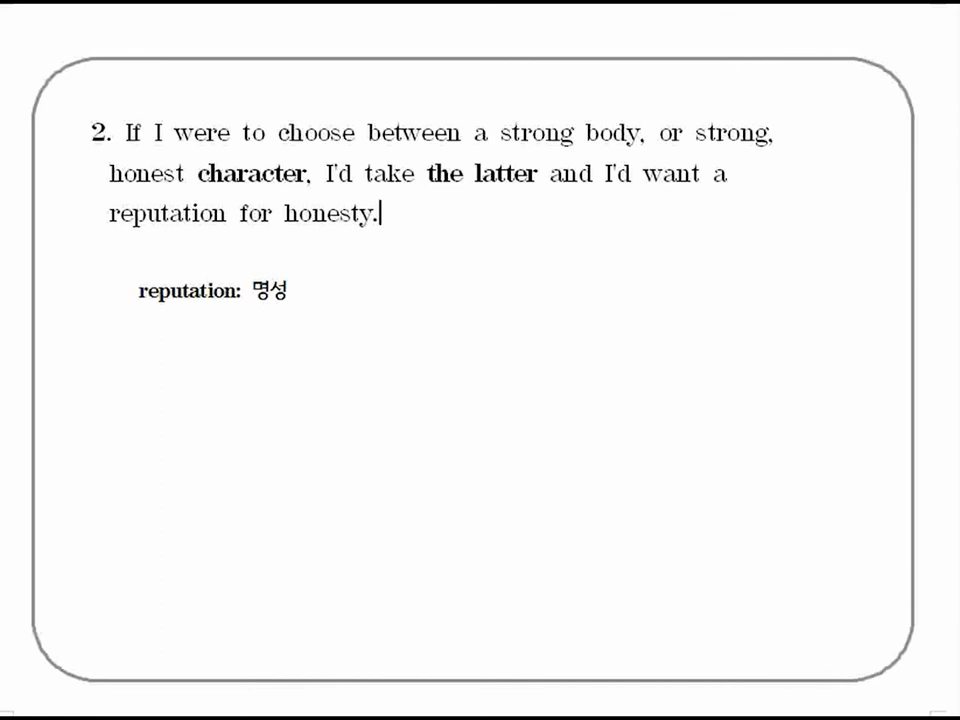 2. If I were to choose between a strong body, or strong,
honest character, I'd take the latter and I'd want a
reputation for honesty.
reputation: 명성